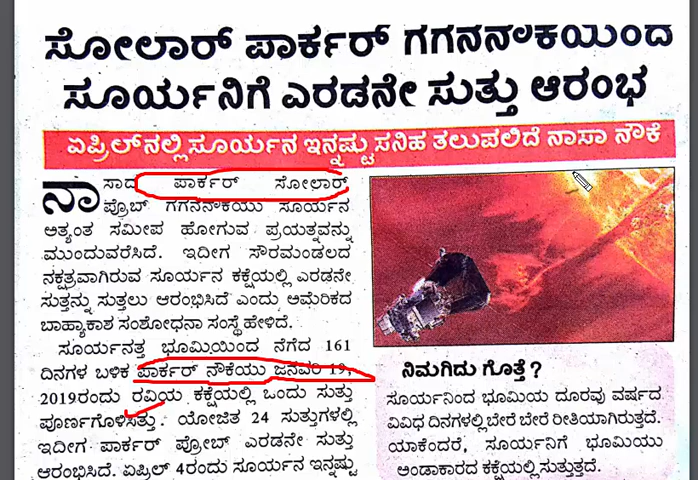 ಸೋಲಾರ್ ಪಾರ್ಕರ್ ಗಗನನೌಕೆಯಿಂದ
ಸೂರ್ಯನಿಗೆ ಎರಡನೇ ಸುತ್ತು ಆರಂಭ
ಏಪ್ರಿಲ್‌ನಲ್ಲಿ ಸೂರ್ಯನ ಇನ್ನಷ್ಟು ಸನಿಹ ತಲುಪಲಿದೆ ನಾಸಾ ನೌಕೆ
ನಾಸಾದ ಪಾರ್ಕರ್ ಸೋಲಾರ್
ಪ್ರೊಬ್ ಗಗನನೌಕೆಯು ಸೂರ್ಯನ
ಅತ್ಯಂತ ಸಮೀಪ ಹೋಗುವ ಪ್ರಯತ್ನವನ್ನು
ಮುಂದುವರೆಸಿದೆ. ಇದೀಗ ಸೌರಮಂಡಲದ
ನಕ್ಷತ್ರವಾಗಿರುವ ಸೂರ್ಯನ ಕಕ್ಷೆಯಲ್ಲಿ ಎರಡನೇ
ಸುತ್ತನ್ನು ಸುತ್ತಲು ಆರಂಭಿಸಿದೆ ಎಂದು ಅಮೆರಿಕದ
ಬಾಹ್ಯಾಕಾಶ ಸಂಶೋಧನಾ ಸಂಸ್ಥೆ ಹೇಳಿದೆ.
ಸೂರ್ಯನತ್ತ ಭೂಮಿಯಿಂದ ನೆಗೆದ 161
ದಿನಗಳ ಬಳಿಕ ಪಾರ್ಕರ್ ನೌಕೆಯು ಜನವರಿ 19,
2019ರಂದು ರವಿಯ ಕಕ್ಷೆಯಲ್ಲಿ ಒಂದು ಸುತ್ತು
ಪೂರ್ಣಗೊಳಿಸಿತ್ತು. ಯೋಜಿತ 24 ಸುತ್ತುಗಳಲ್ಲಿ
ಇದೀಗ ಪಾರ್ಕರ್ ಪ್ರೋಬ್ ಎರಡನೇ ಸುತ್ತು
ಆರಂಭಿಸಿದೆ. ಏಪ್ರಿಲ್ 4ರಂದು ಸೂರ್ಯನ ಇನ್ನಷ್ಟು
ನಿಮಗಿದು ಗೊತ್ತೆ?
ಸೂರ್ಯನಿಂದ ಭೂಮಿಯ ದೂರವು ವರ್ಷದ
ವಿವಿಧ ದಿನಗಳಲ್ಲಿ ಬೇರೆ ಬೇರೆ ರೀತಿಯಾಗಿರುತ್ತದೆ.
ಯಾಕೆಂದರೆ, ಸೂರ್ಯನಿಗೆ ಭೂಮಿಯು
ಅಂಡಾಕಾರದ ಕಕ್ಷೆಯಲ್ಲಿ ಸುತ್ತುತ್ತದೆ.